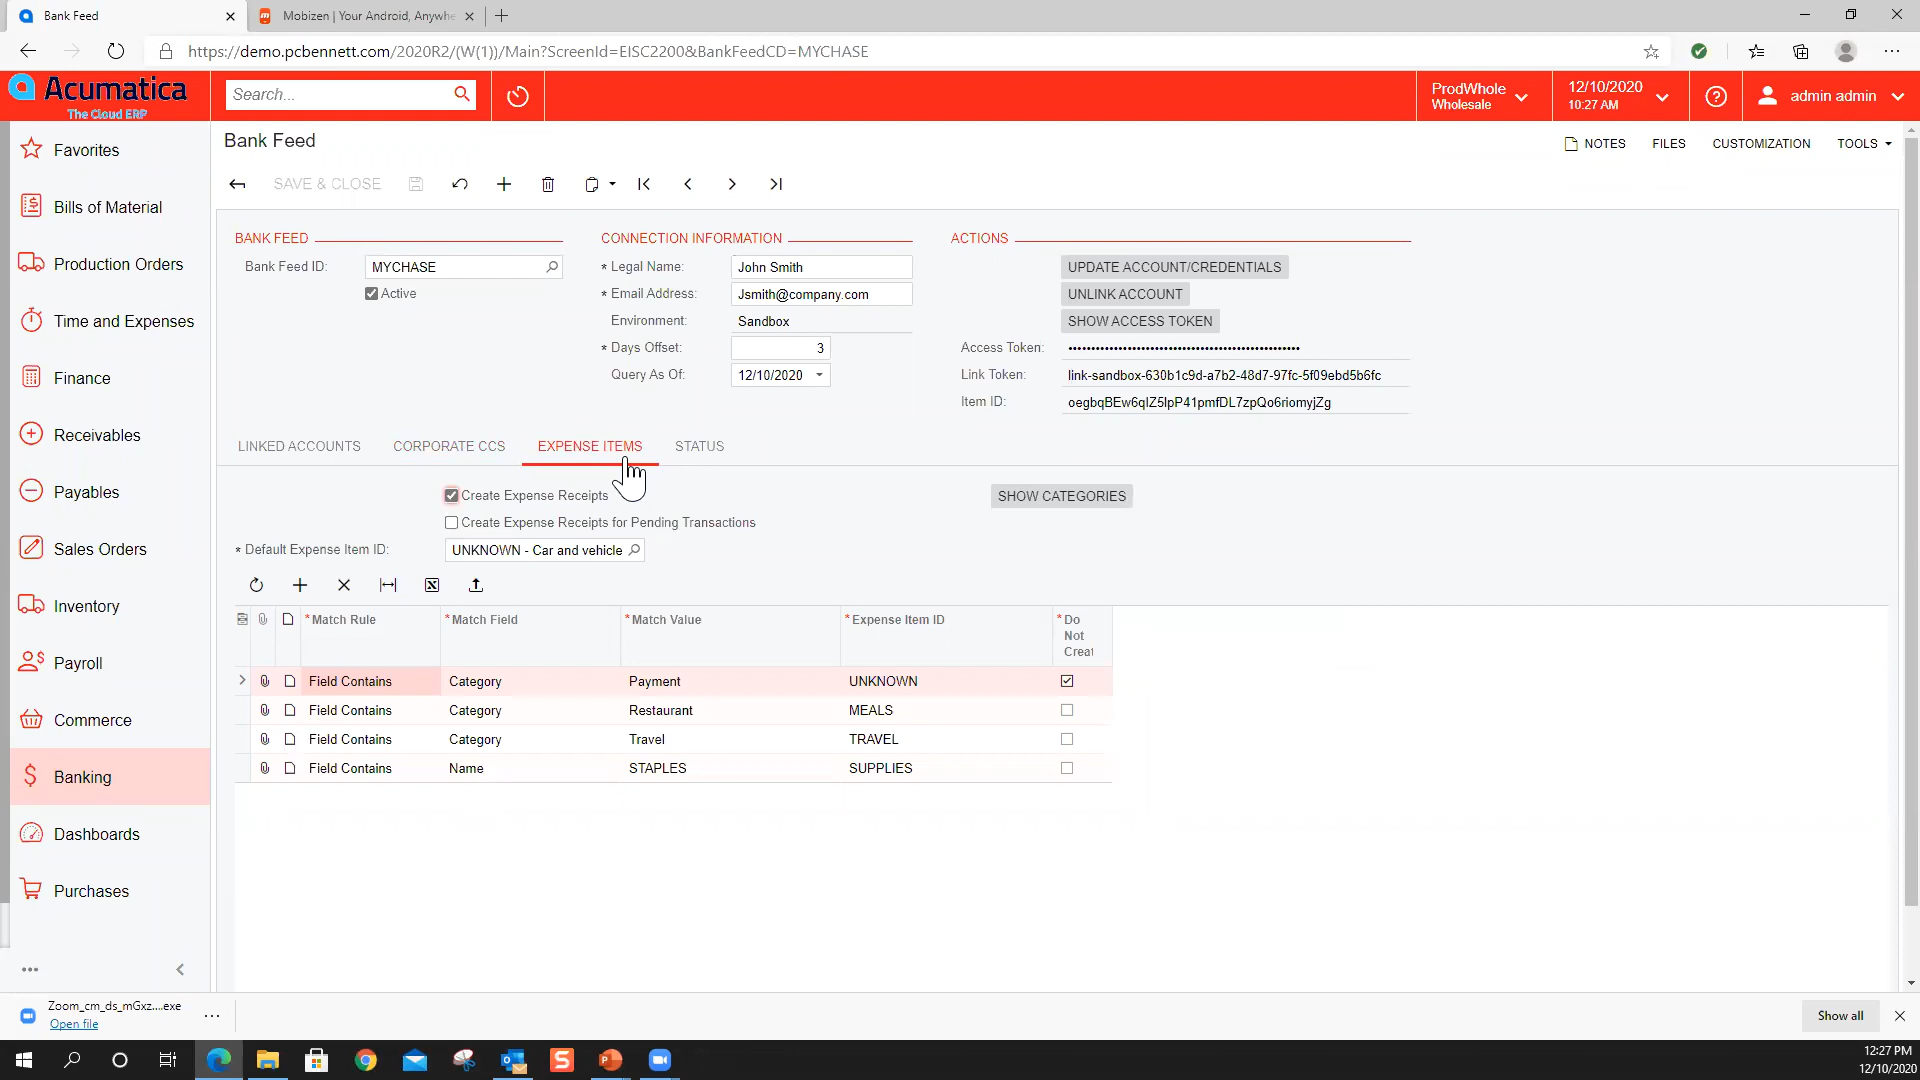 Bank Feed
Mobizen | Your Android, Anywhe
https://demo.pcbennett.com/2020R2/(W(1))/Main?ScreenId=EISC2200&BankFeedCD=MYCHASE
Acumatica
The Cloud ERP
Search...
ProdWhole
Wholesale
12/10/2020
10:27 AM
admin admin
Favorites
Bills of Material
Production Orders
Time and Expenses
Finance
Receivables
Payables
Sales Orders
Inventory
Payroll
Commerce
Banking
Dashboards
Purchases
Bank Feed
NOTES FILES CUSTOMIZATION TOOLS
SAVE & CLOSE
BANK FEED
Bank Feed ID: MYCHASE
Active
CONNECTION INFORMATION
* Legal Name: John Smith
* Email Address: Jsmith@company.com
Environment: Sandbox
* Days Offset: 3
Query As Of: 12/10/2020
ACTIONS
UPDATE ACCOUNT/CREDENTIALS
UNLINK ACCOUNT
SHOW ACCESS TOKEN
Access Token: ••••••••••••••••••••••••••••••••••••••••••••••••••
Link Token: link-sandbox-630b1c9d-a7b2-48d7-97fc-5f09ebd5b6fc
Item ID: oegbqBEw6qlZ5lpP41pmfDL7zpQo6riomyjZg
LINKED ACCOUNTS CORPORATE CCS EXPENSE ITEMS STATUS
Create Expense Receipts
SHOW CATEGORIES
Create Expense Receipts for Pending Transactions
* Default Expense Item ID: UNKNOWN - Car and vehicle
* Match Rule * Match Field * Match Value * Expense Item ID * Do Not Creat
Field Contains Category Payment UNKNOWN
Field Contains Category Restaurant MEALS
Field Contains Category Travel TRAVEL
Field Contains Name STAPLES SUPPLIES
Zoom_cm_ds_mGxz....exe
Open file
Show all
12:27 PM
12/10/2020